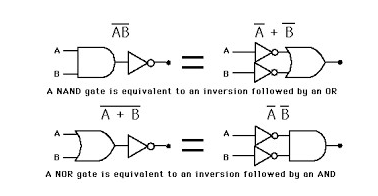 A̅B̅ A̅ + B̅
A A
B B
A NAND gate is equivalent to an inversion followed by an OR
A̅ ̅+̅ ̅B̅ A̅ B̅
A A
B B
A NOR gate is equivalent to an inversion followed by an AND